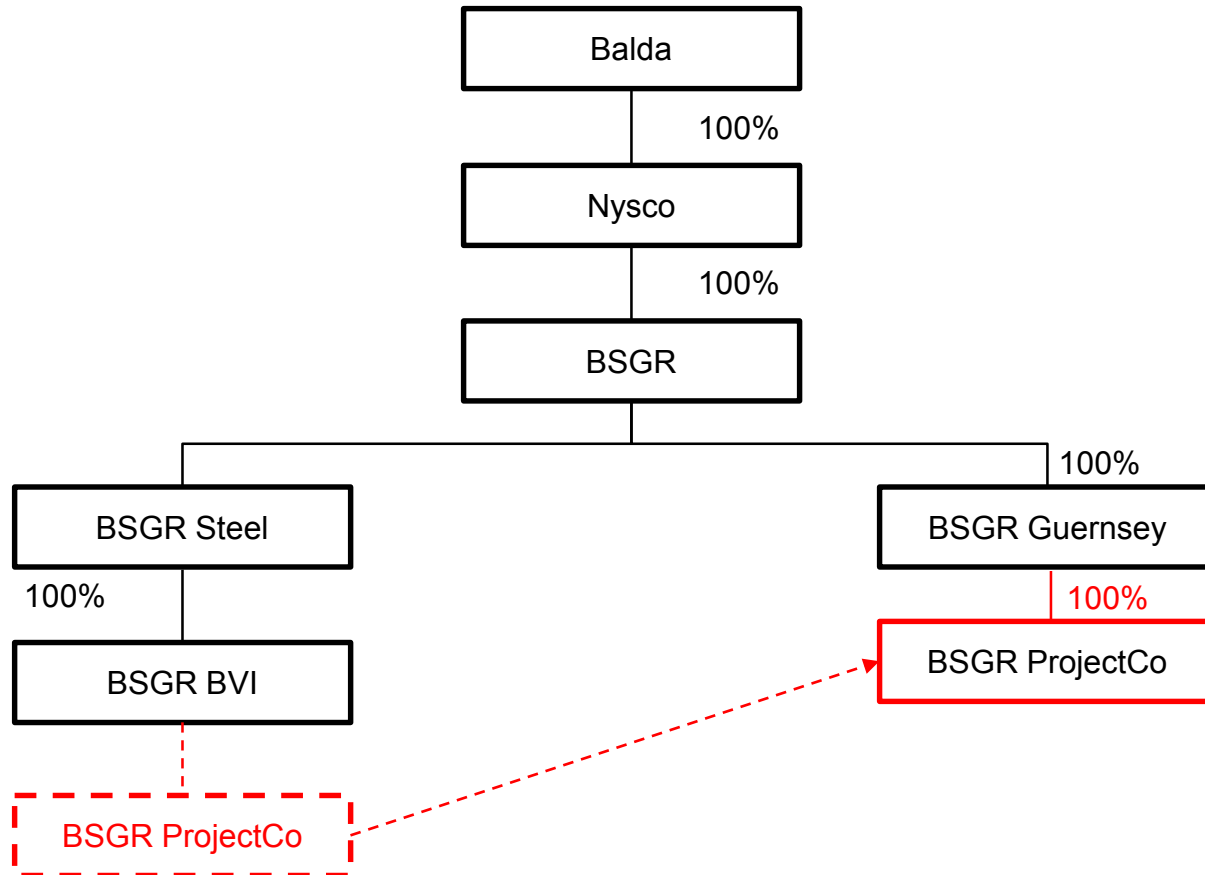 Balda
100%
Nysco
100%
BSGR
100%
BSGR Steel
BSGR Guernsey
100%
100%
BSGR BVI
BSGR ProjectCo
BSGR ProjectCo